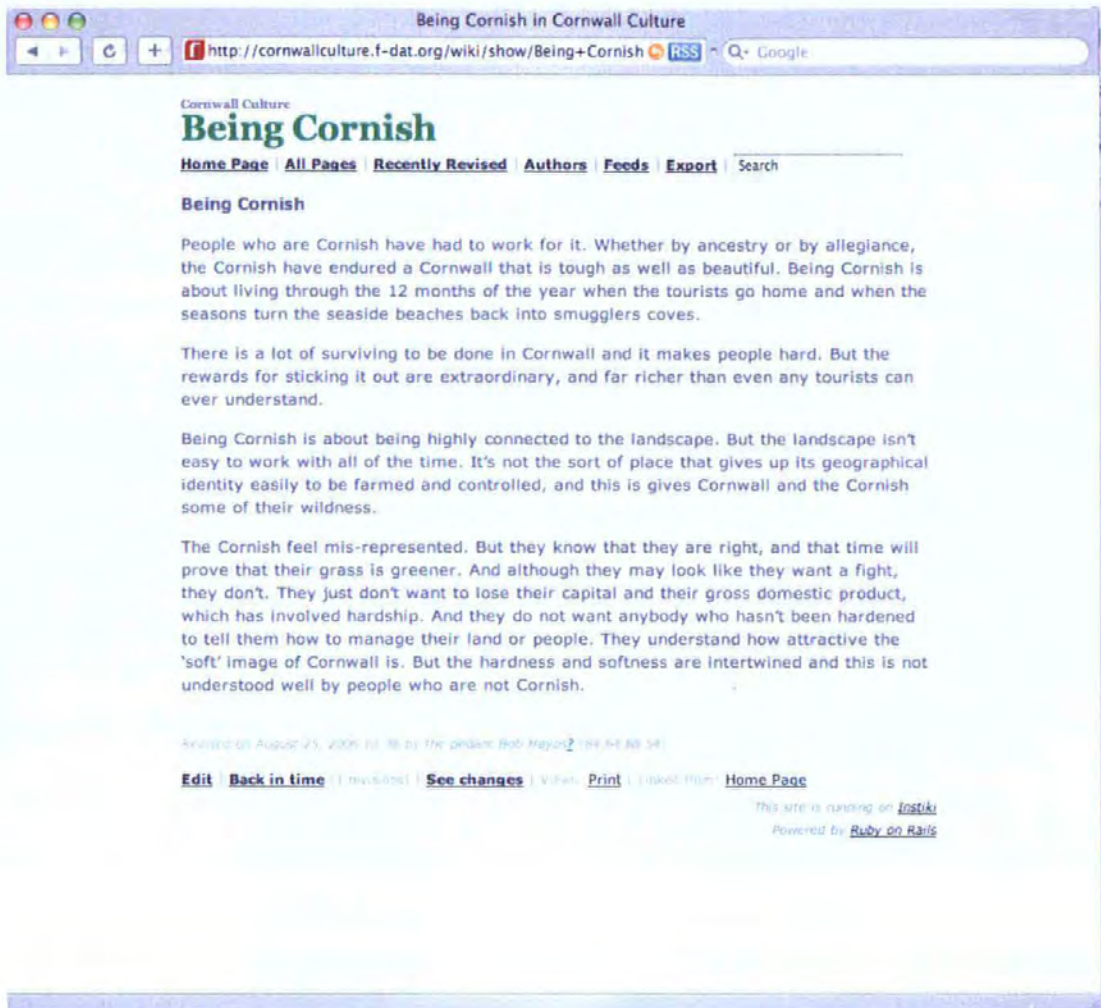 Being Cornish in Cornwall Culture
http://cornwallculture.f-dat.org/wiki/show/Being+Cornish RSS Google
Cornwall Culture
Being Cornish
Home Page | All Pages | Recently Revised | Authors | Feeds | Export | Search
Being Cornish
People who are Cornish have had to work for it. Whether by ancestry or by allegiance,
the Cornish have endured a Cornwall that is tough as well as beautiful. Being Cornish is
about living through the 12 months of the year when the tourists go home and when the
seasons turn the seaside beaches back into smugglers coves.
There is a lot of surviving to be done in Cornwall and it makes people hard. But the
rewards for sticking it out are extraordinary, and far richer than even any tourists can
ever understand.
Being Cornish is about being highly connected to the landscape. But the landscape isn't
easy to work with all of the time. It's not the sort of place that gives up its geographical
identity easily to be farmed and controlled, and this is gives Cornwall and the Cornish
some of their wildness.
The Cornish feel mis-represented. But they know that they are right, and that time will
prove that their grass is greener. And although they may look like they want a fight,
they don't. They just don't want to lose their capital and their gross domestic product,
which has involved hardship. And they do not want anybody who hasn't been hardened
to tell them how to manage their land or people. They understand how attractive the
'soft' image of Cornwall is. But the hardness and softness are intertwined and this is not
understood well by people who are not Cornish.
on August 25, by the pedant Bob
Edit | Back in time | See changes | Views: Print | Linked from: Home Page
This site is running on Instiki
Powered by Ruby on Rails